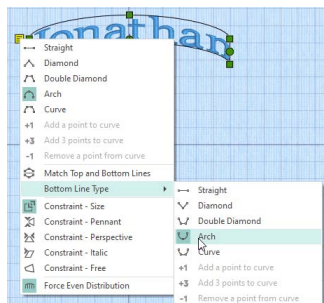 Jonathan
Straight
Diamond
Double Diamond
Arch
Curve
+1 Add a point to curve
+3 Add 3 points to curve
-1 Remove a point from curve
Match Top and Bottom Lines
Bottom Line Type
Constraint - Size
Constraint - Pennant
Constraint - Perspective
Constraint - Italic
Constraint - Free
Force Even Distribution
Straight
Diamond
Double Diamond
Arch
Curve
+1 Add a point to curve
+3 Add 3 points to curve
-1 Remove a point from curve